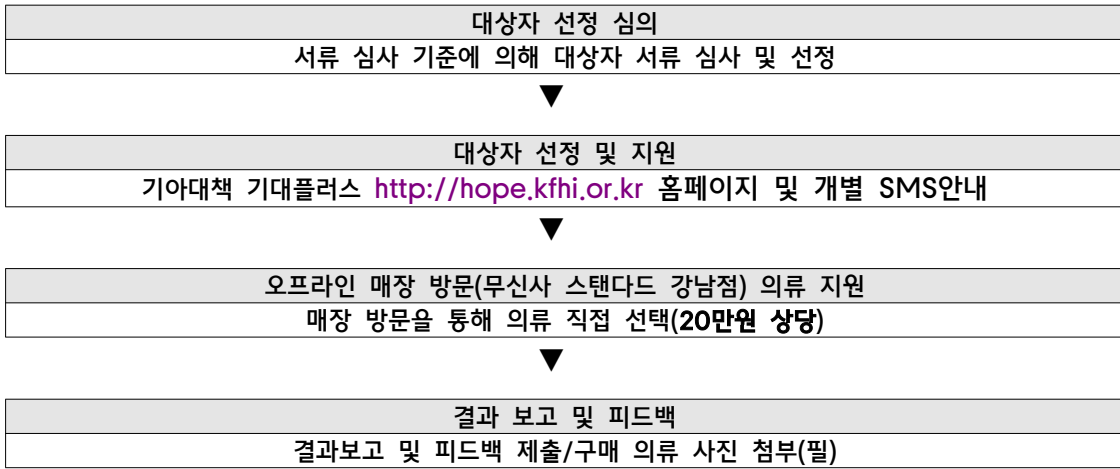 대상자 선정 심의
서류 심사 기준에 의해 대상자 서류 심사 및 선정
▼
대상자 선정 및 지원
기아대책 기대플러스 http://hope.kfhi.or.kr 홈페이지 및 개별 SMS안내
▼
오프라인 매장 방문(무신사 스탠다드 강남점) 의류 지원
매장 방문을 통해 의류 직접 선택(20만원 상당)
▼
결과 보고 및 피드백
결과보고 및 피드백 제출/구매 의류 사진 첨부(필)